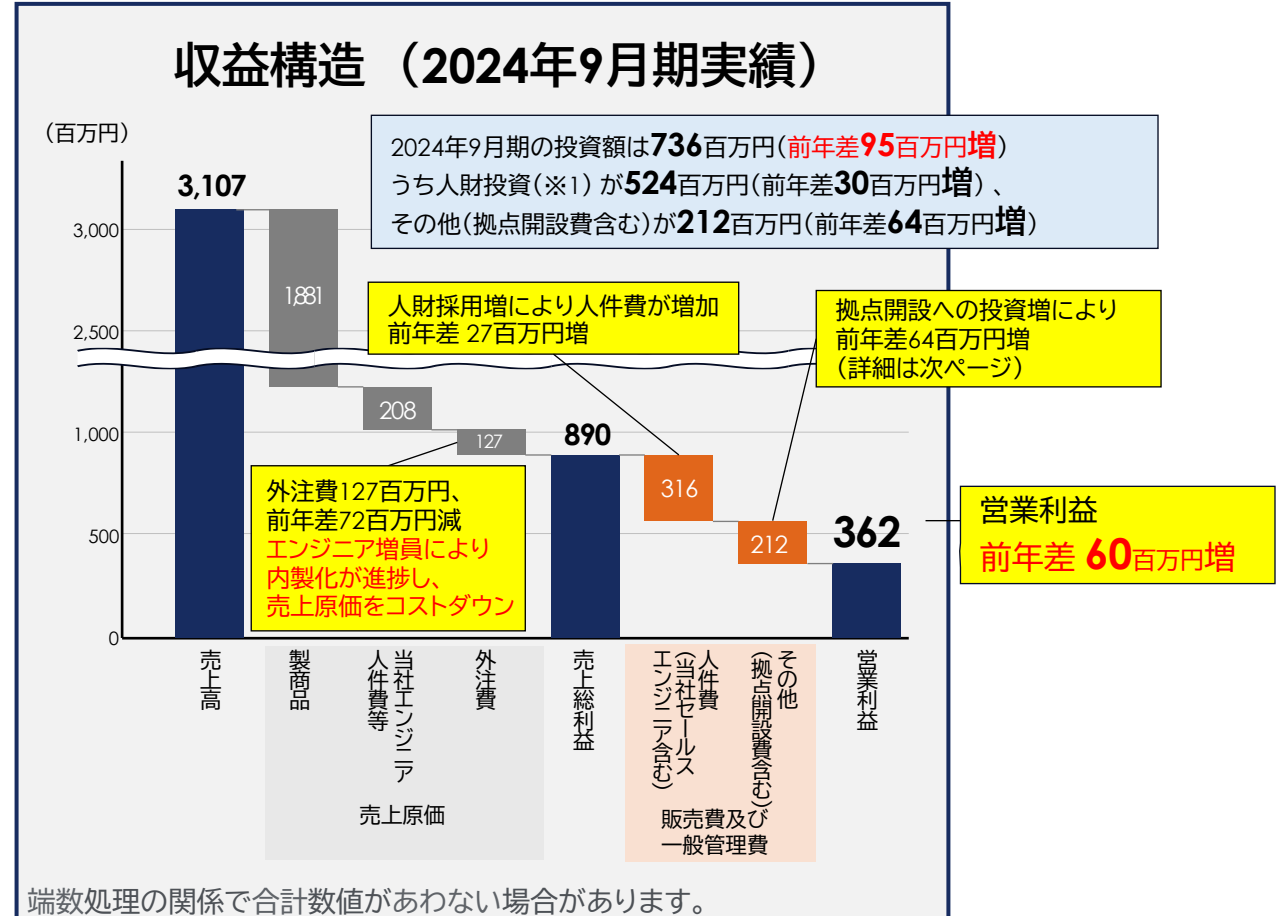 収益構造（2024年9月期実績）
（百万円）
2024年9月期の投資額は736百万円（前年差95百万円増）
うち人財投資（※1）が524百万円（前年差30百万円増）、
その他（拠点開設費含む）が212百万円（前年差64百万円増）
3,107
3,000
1,881
人財採用増により人件費が増加
前年差 27百万円増
拠点開設への投資増により
前年差64百万円増
（詳細は次ページ）
2,500
208
1,000
127
890
外注費127百万円、
前年差72百万円減
エンジニア増員により
内製化が進捗し、
売上原価をコストダウン
316
212
362
営業利益
前年差 60百万円増
500
0
売上高
製商品
当社エンジニア
人件費等
外注費
売上総利益
人件費
（当社セールス
エンジニア含む）
その他
（拠点開設費含む）
営業利益
売上原価
販売費及び
一般管理費
端数処理の関係で合計数値があわない場合があります。